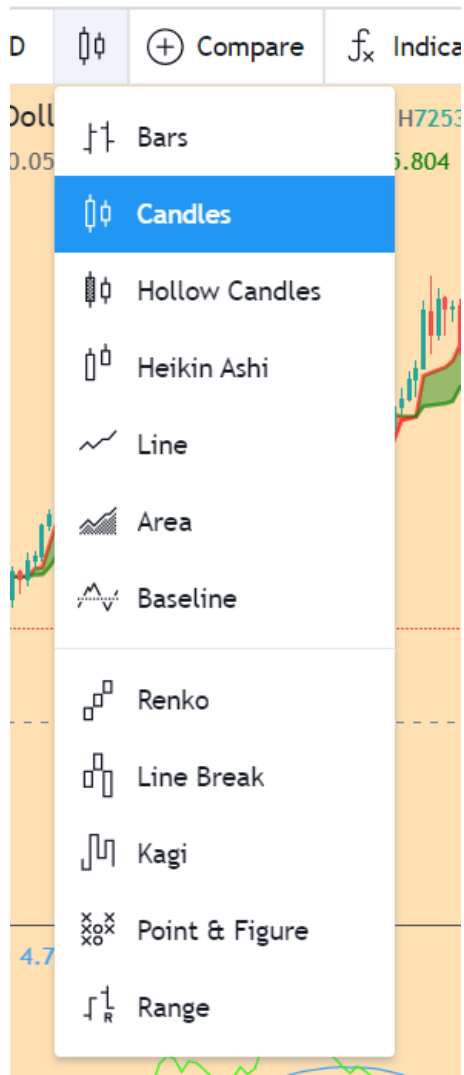 D
Compare
fx Indica
Doll
H7253
0.05
5.804
Bars
Candles
Hollow Candles
Heikin Ashi
Line
Area
Baseline
Renko
Line Break
Kagi
Point & Figure
Range
4.7